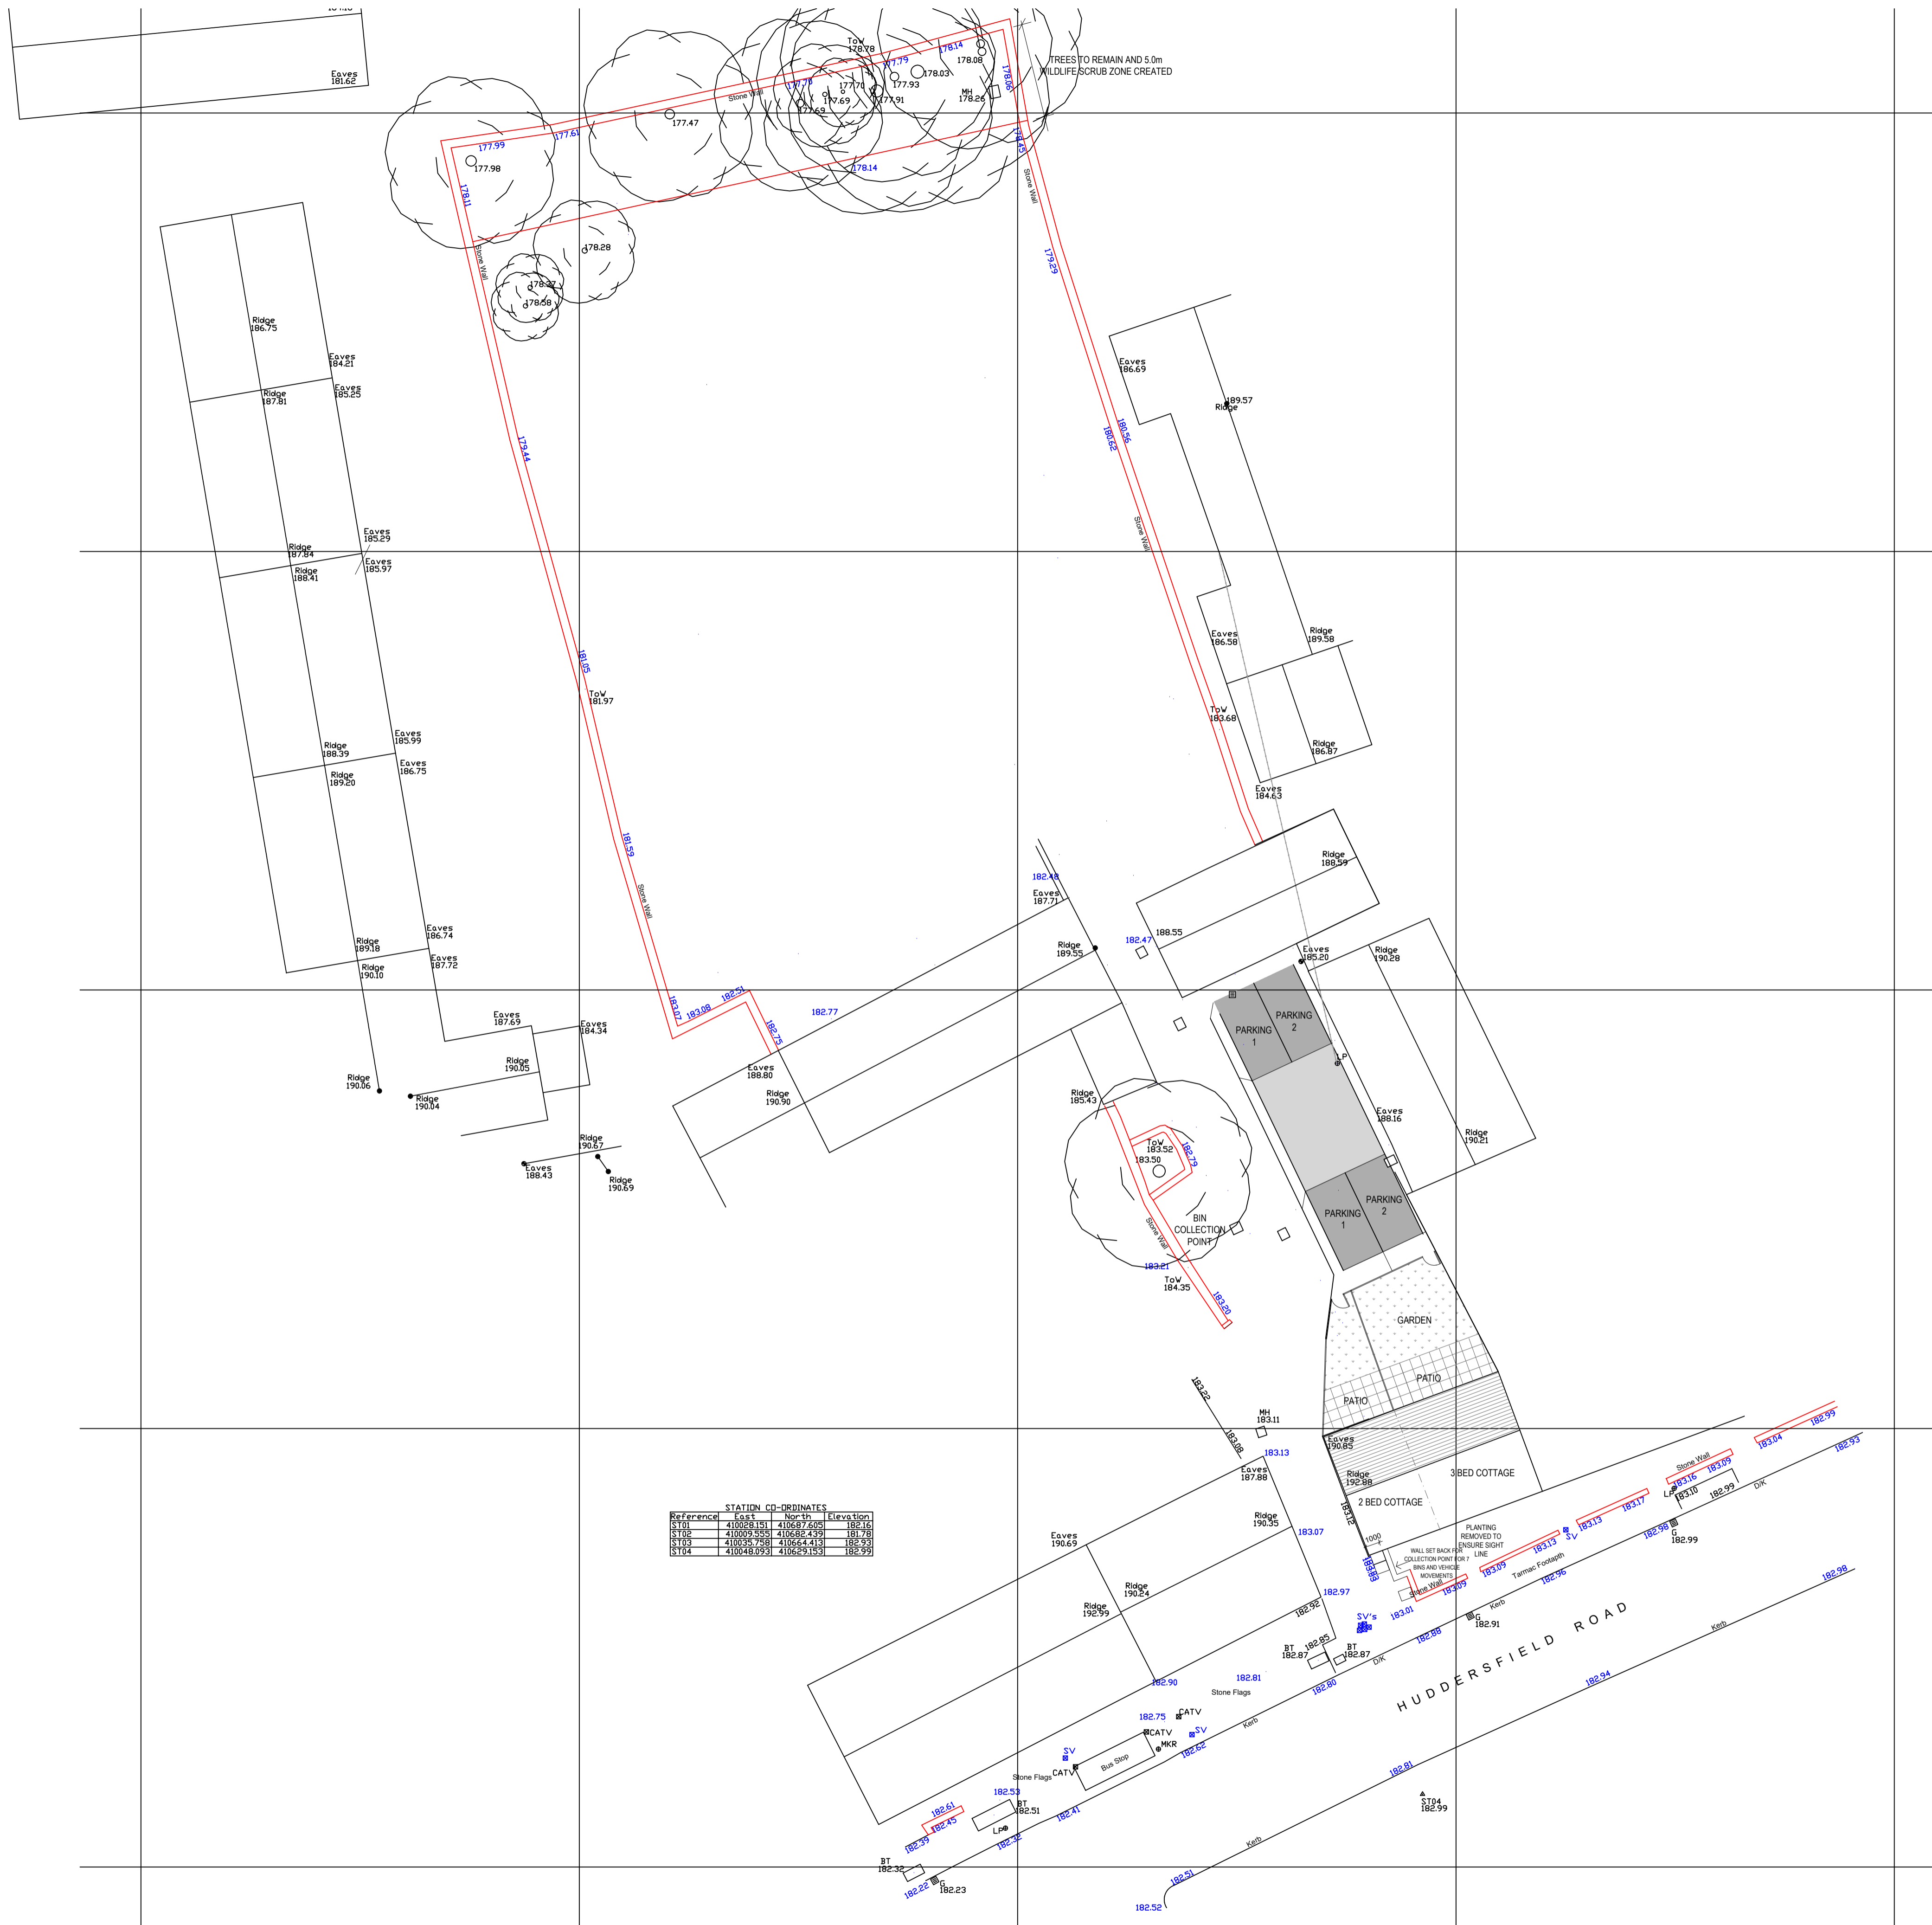 Eaves
181.62
ToW
178.78
178.14
178.08
TREES TO REMAIN AND 5.0m
WILDLIFE SCRUB ZONE CREATED
177.79
178.03
178.06
177.78
177.70
177.93
MH
178.26
Stone Wall
177.69
177.69
177.91
177.47
177.61
177.99
178.45
177.98
178.14
Stone Wall
178.11
178.28
Stone Wall
179.29
178.37
178.58
Ridge
186.75
Eaves
184.21
Eaves
186.69
Ridge
187.81
Eaves
185.25
189.57
Ridge
179.44
180.56
180.62
Eaves
185.29
Stone Wall
Ridge
187.84
Eaves
185.97
Ridge
188.41
Eaves
186.58
Ridge
189.58
181.05
ToW
181.97
ToW
183.68
Eaves
185.99
Ridge
188.39
Ridge
186.87
Eaves
186.75
Ridge
189.20
Eaves
184.63
181.59
Ridge
188.59
182.48
Eaves
187.71
Stone Wall
Eaves
186.74
188.55
182.47
Ridge
189.18
Ridge
189.55
Eaves
185.20
Ridge
190.28
Eaves
187.72
Ridge
190.10
182.51
183.07
183.08
182.77
Eaves
187.69
Eaves
184.34
182.75
PARKING
2
PARKING
1
Ridge
190.05
LP
Eaves
188.80
Ridge
190.06
Ridge
190.04
Ridge
190.90
Ridge
185.43
Eaves
188.16
Ridge
190.67
ToW
183.52
183.50
182.79
Ridge
190.21
Eaves
188.43
Ridge
190.69
PARKING
2
PARKING
1
BIN
COLLECTION
POINT
Stone Wall
183.21
ToW
184.35
183.20
GARDEN
PATIO
PATIO
183.22
MH
183.11
183.08
183.13
Eaves
190.85
Eaves
187.88
Ridge
192.88
3 BED COTTAGE
2 BED COTTAGE
183.12
182.99
183.04
182.93
Stone Wall
183.09
183.16
LP
183.10
182.99
D/K
183.17
STATION CO-ORDINATES
Reference East North Elevation
ST01 410028.151 410687.605 182.16
ST02 410009.555 410682.439 181.78
ST03 410035.758 410664.413 182.93
ST04 410048.093 410629.153 182.99
Ridge
190.35
183.07
Eaves
190.69
1000
PLANTING
REMOVED TO
ENSURE SIGHT
LINE
WALL SET BACK FOR
COLLECTION POINT FOR 7
BINS AND VEHICLE
MOVEMENTS
183.13
SV
183.13
182.98
G
182.99
183.09
Tarmac Footpath
182.96
183.09
Stone Wall
Ridge
190.24
182.97
Ridge
192.99
182.92
183.01
SV's
Kerb
G
182.91
182.98
HUDDERSFIELD ROAD
Kerb
182.88
182.85
BT
182.87
BT
182.87
D/K
182.94
182.90
182.81
182.80
Stone Flags
182.75
CATV
CATV
SV
MKR
Kerb
182.62
SV
Bus Stop
CATV
Stone Flags
182.81
182.53
BT
182.51
182.41
ST04
182.99
182.61
182.45
182.39
LP
182.32
Kerb
BT
182.32
182.22
G
182.23
182.51
182.52